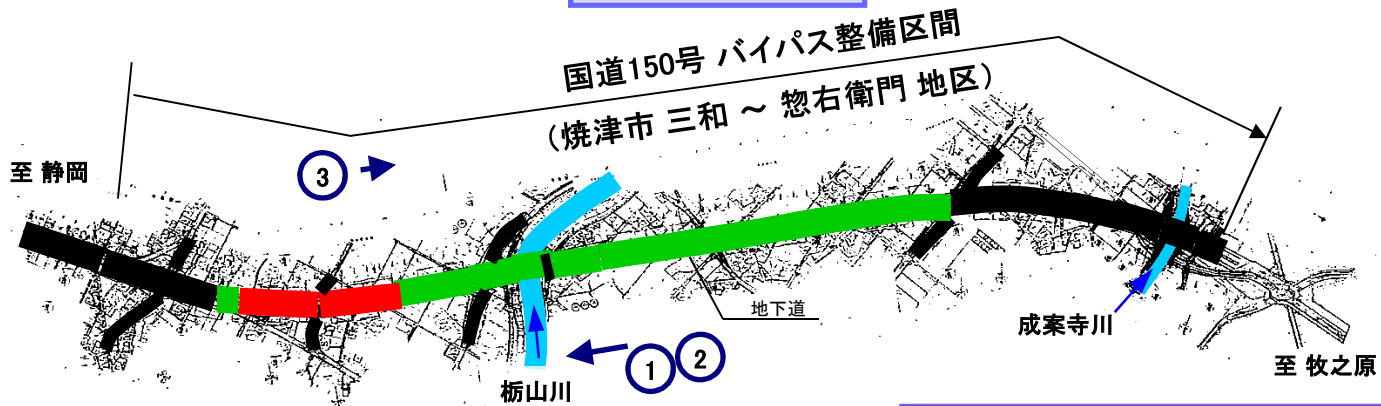 国道150号 バイパス整備区間
（焼津市 三和 ～ 惣右衛門 地区）
至 静岡
③
地下道
成案寺川
① ②
栃山川
至 牧之原